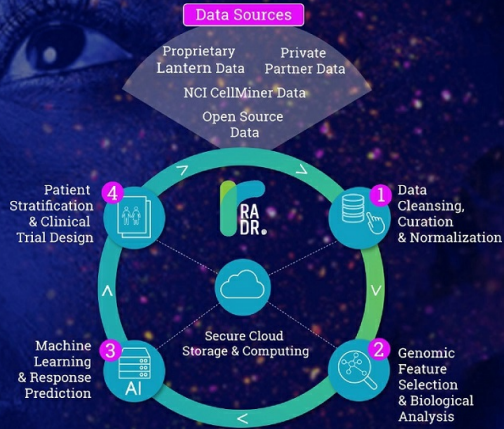 Data Sources
Proprietary
Lantern Data
Private
Partner Data
NCI CellMiner Data
Open Source
Data
RA
DR.
1
Data
Cleansing,
Curation
& Normalization
2
Genomic
Feature
Selection
& Biological
Analysis
3
Machine
Learning
& Response
Prediction
AI
4
Patient
Stratification
& Clinical
Trial Design
Secure Cloud
Storage & Computing